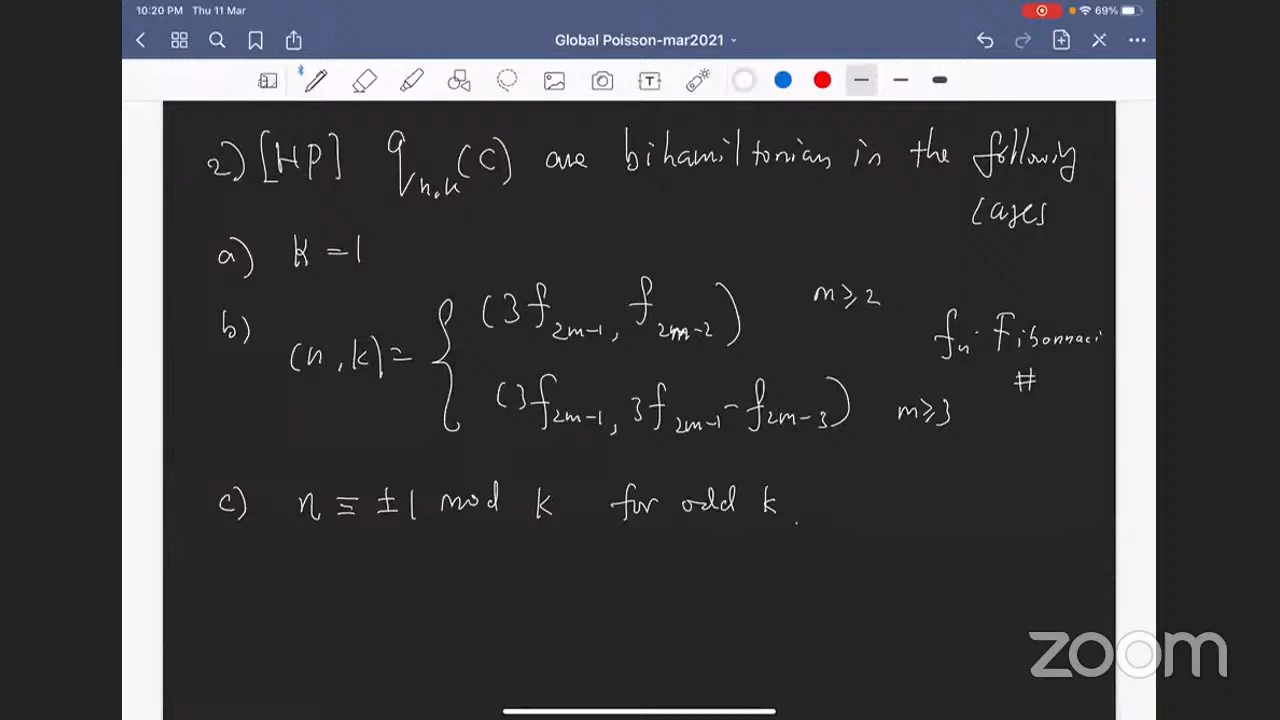 10:20 PM Thu 11 Mar
69%
Global Poisson-mar2021
2) [HP] q_{n,k}(C) are bihamiltonian in the following
cases
a) k = 1
b) (n, k) = { (3f_{2m-1}, f_{2m-2}) m ≥ 2
(3f_{2m-1}, 3f_{2m-1} - f_{2m-3}) m ≥ 3
f_n - Fibonnaci
#
c) n ≡ ±1 mod k for odd k.
zoom